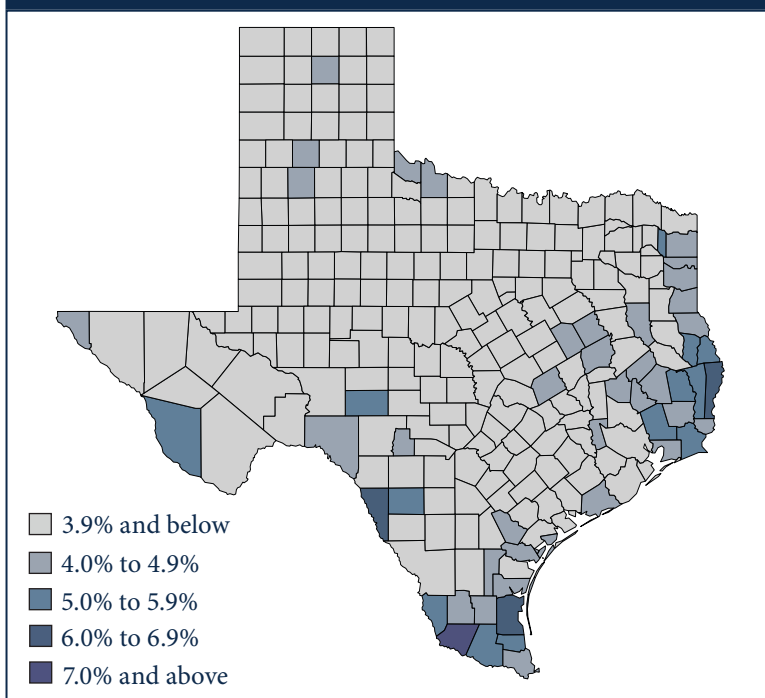 3.9% and below
4.0% to 4.9%
5.0% to 5.9%
6.0% to 6.9%
7.0% and above